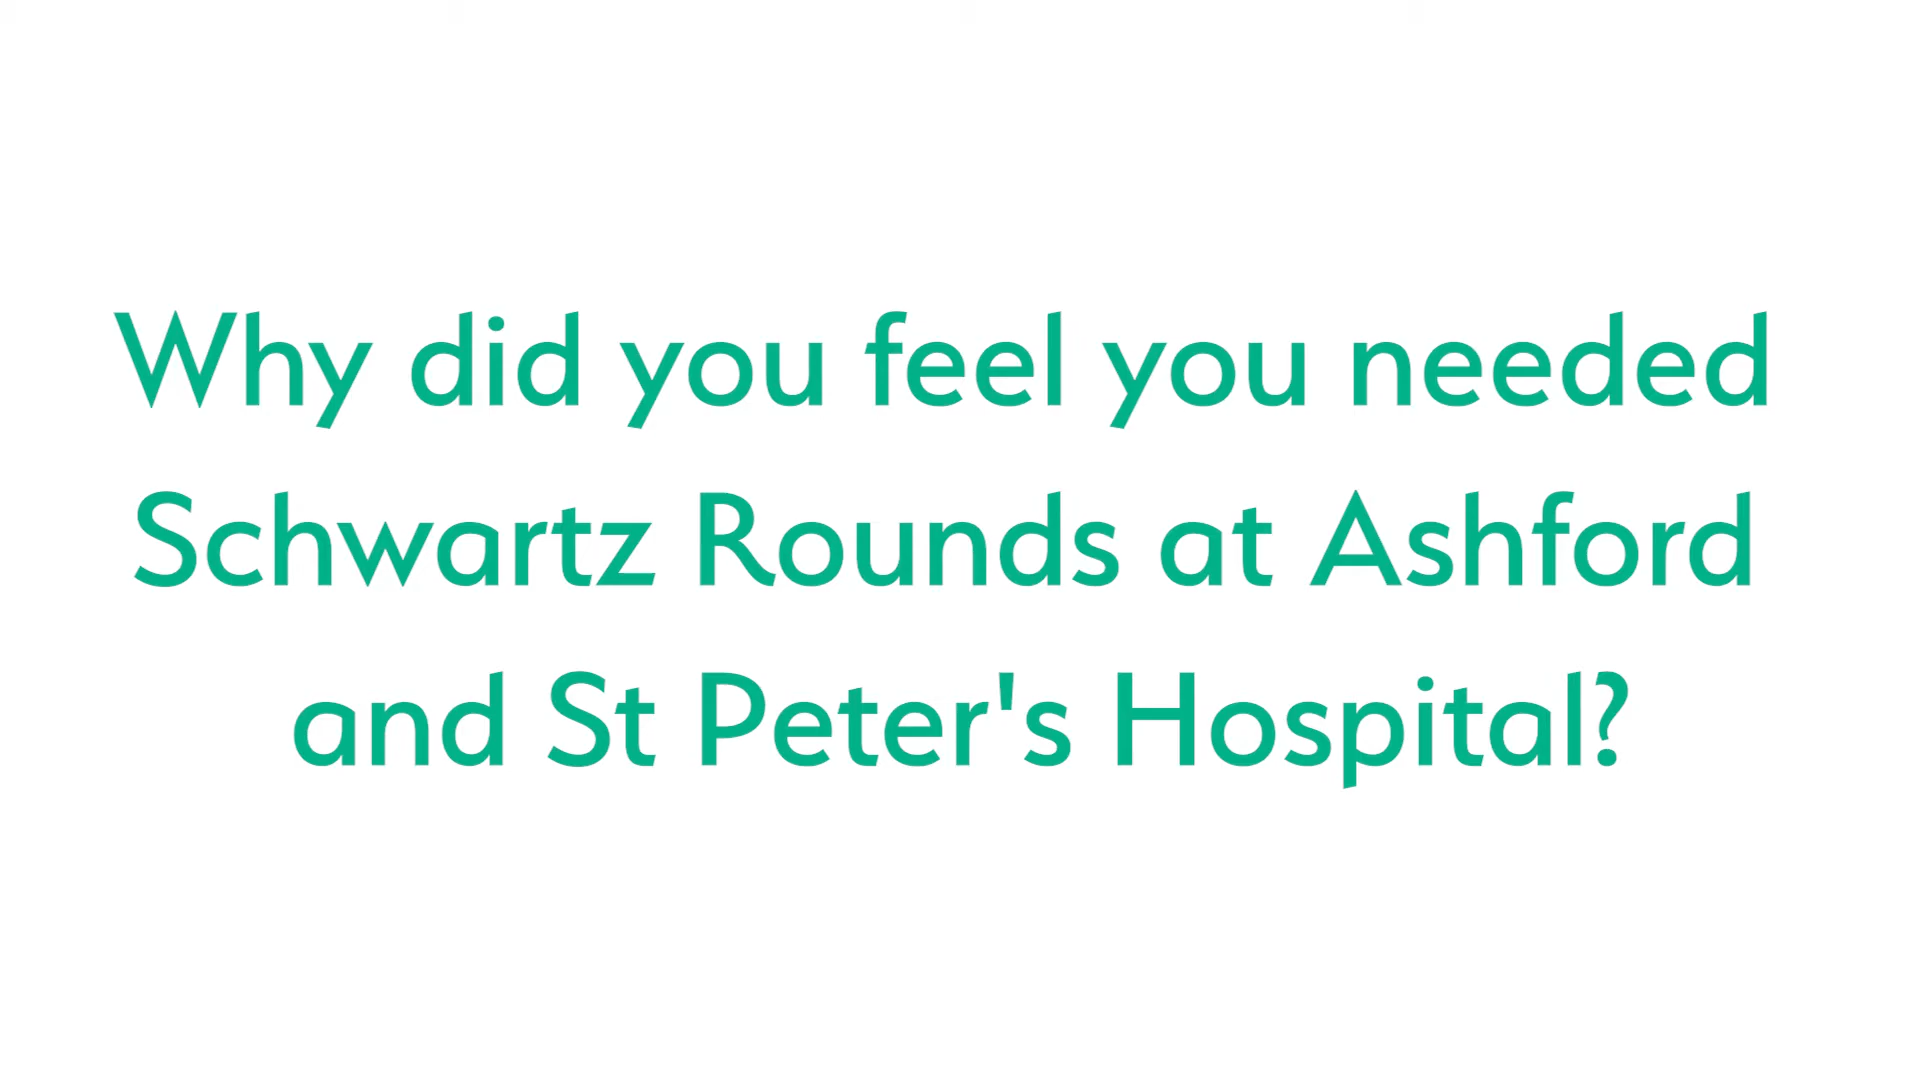 Why did you feel you needed
Schwartz Rounds at Ashford
and St Peter's Hospital?